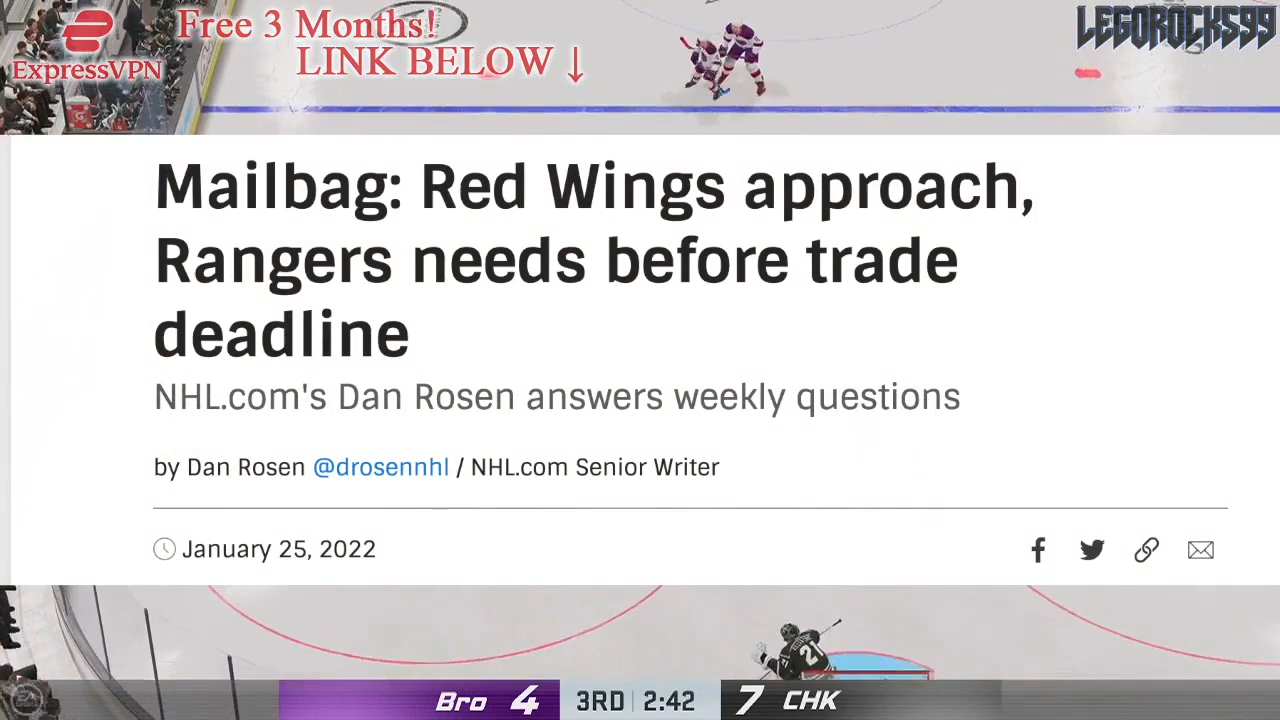 Free 3 Months!
LINK BELOW ↓
ExpressVPN
LEGOROCKS99
Mailbag: Red Wings approach,
Rangers needs before trade
deadline
NHL.com's Dan Rosen answers weekly questions
by Dan Rosen @drosennhl / NHL.com Senior Writer
January 25, 2022
21
Bro 4 3RD 2:42 7 CHK